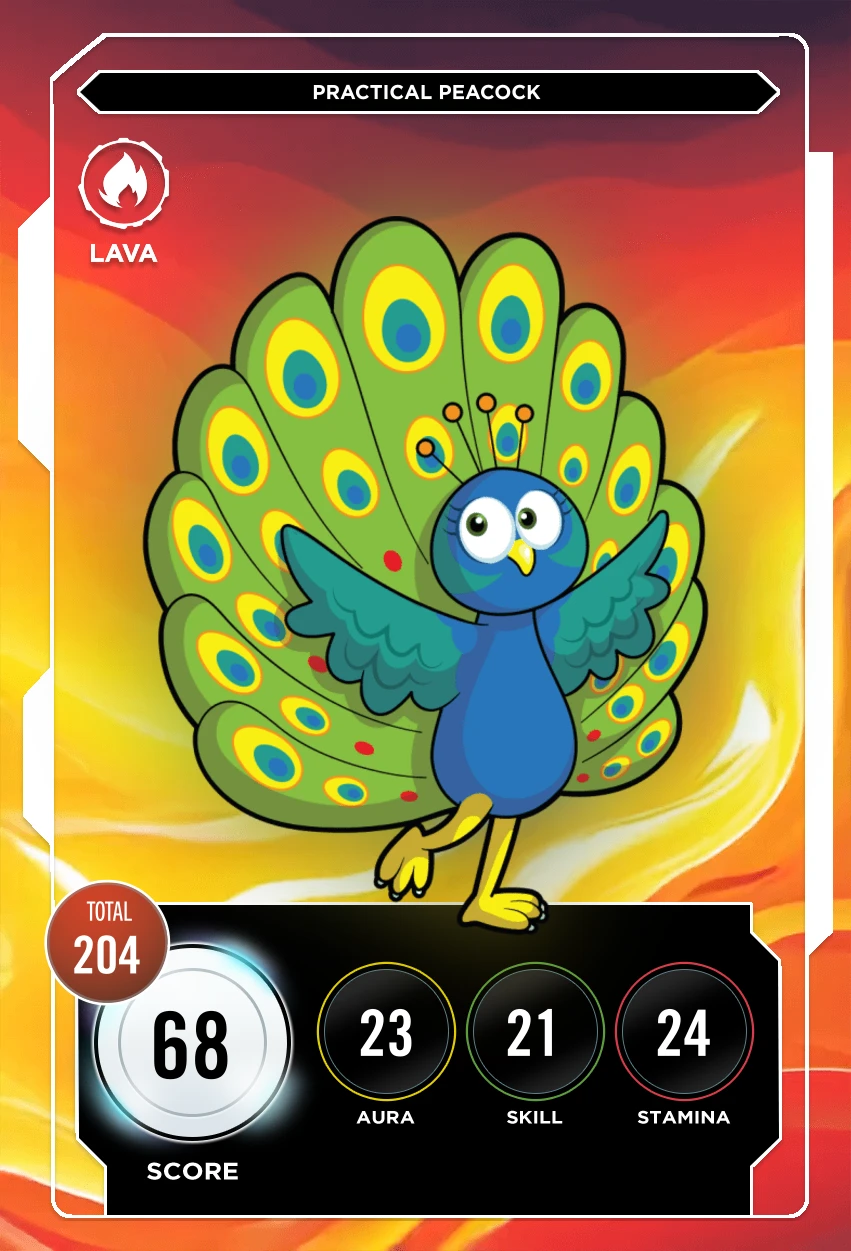 PRACTICAL PEACOCK
LAVA
TOTAL
204
68
SCORE
23
AURA
21
SKILL
24
STAMINA